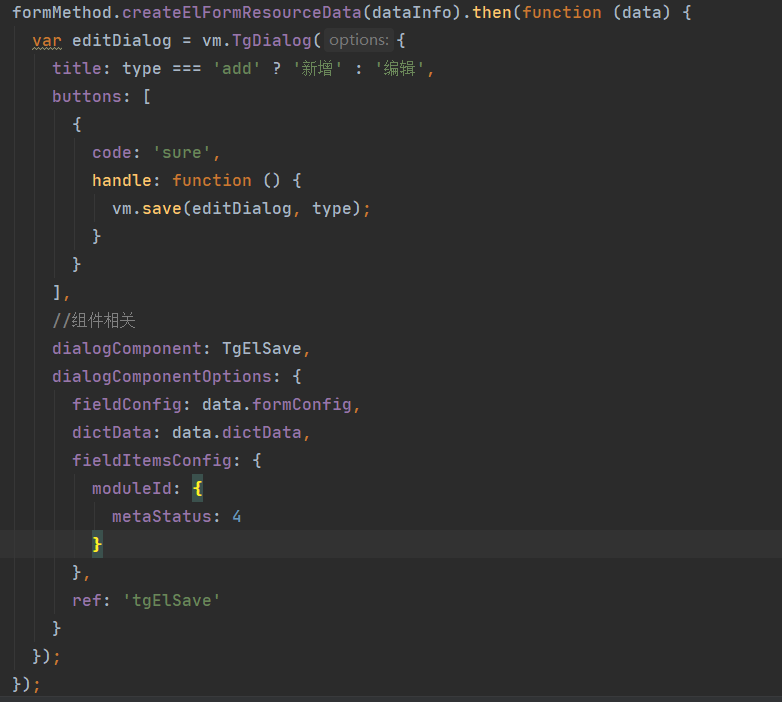 formMethod.createElFormResourceData(dataInfo).then(function (data) {
  var editDialog = vm.TgDialog( options: {
    title: type === 'add' ? '新增' : '编辑',
    buttons: [
      {
        code: 'sure',
        handle: function () {
          vm.save(editDialog, type);
        }
      }
    ],
    //组件相关
    dialogComponent: TgElSave,
    dialogComponentOptions: {
      fieldConfig: data.formConfig,
      dictData: data.dictData,
      fieldItemsConfig: {
        moduleId: {
          metaStatus: 4
        }
      },
      ref: 'tgElSave'
    }
  });
});